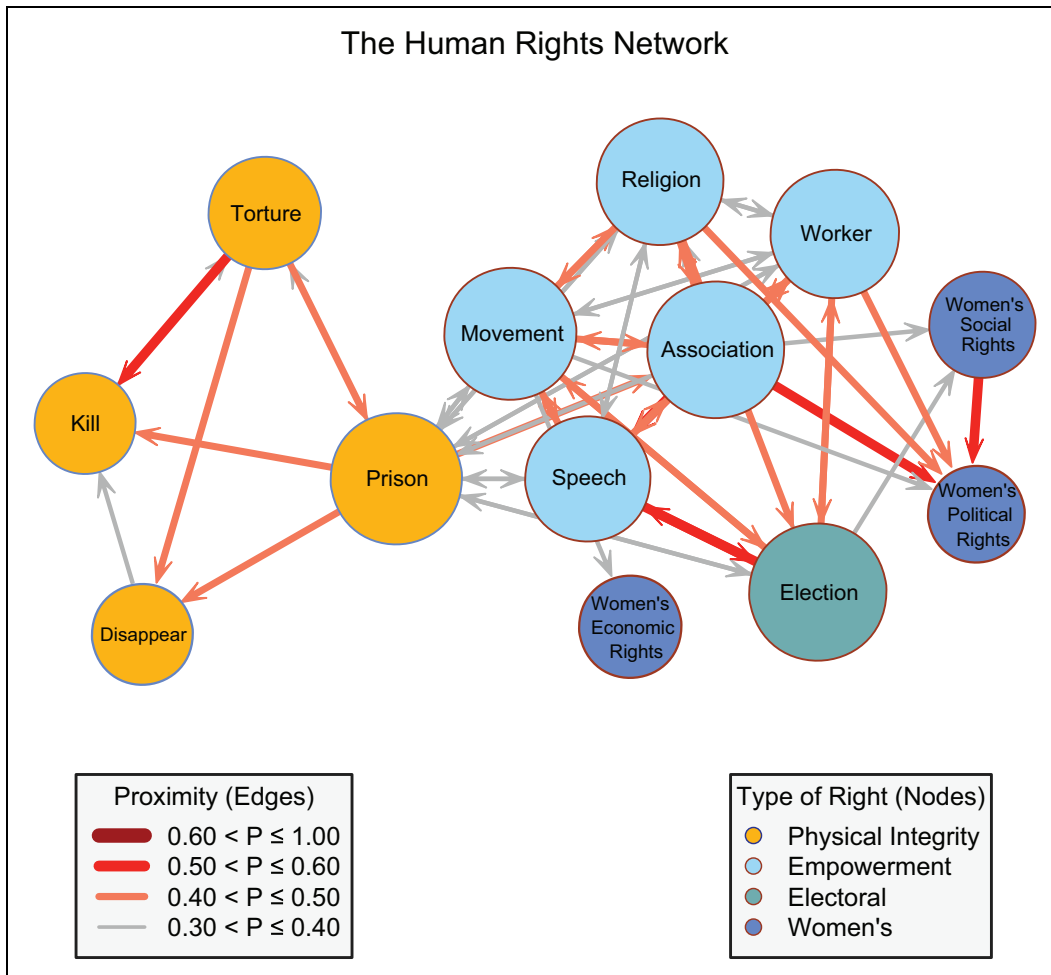 The Human Rights Network
Religion
Torture
Worker
Women's
Social
Rights
Movement
Association
Kill
Prison
Speech
Women's
Political
Rights
Election
Women's
Economic
Rights
Disappear
Proximity (Edges)
0.60 < P ≤ 1.00
0.50 < P ≤ 0.60
0.40 < P ≤ 0.50
0.30 < P ≤ 0.40
Type of Right (Nodes)
Physical Integrity
Empowerment
Electoral
Women's